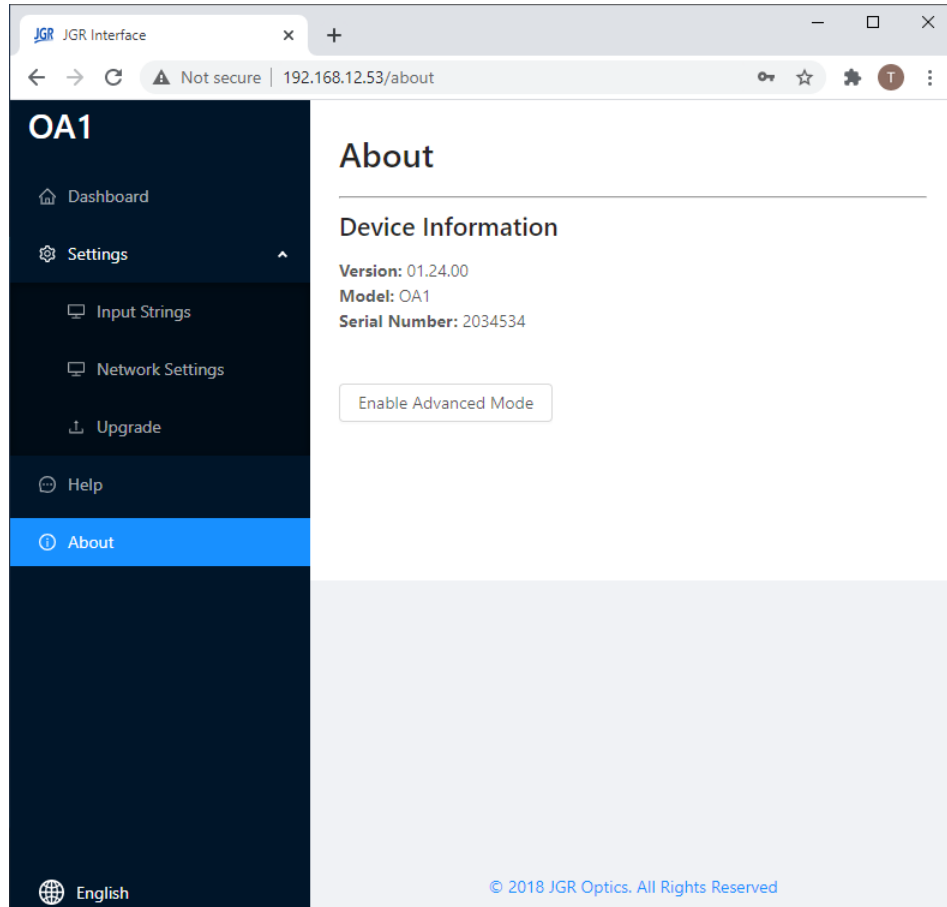 JGR JGR Interface
Not secure | 192.168.12.53/about
T
OA1
Dashboard
Settings
Input Strings
Network Settings
Upgrade
Help
About
English
About
Device Information
Version: 01.24.00
Model: OA1
Serial Number: 2034534
Enable Advanced Mode
© 2018 JGR Optics. All Rights Reserved